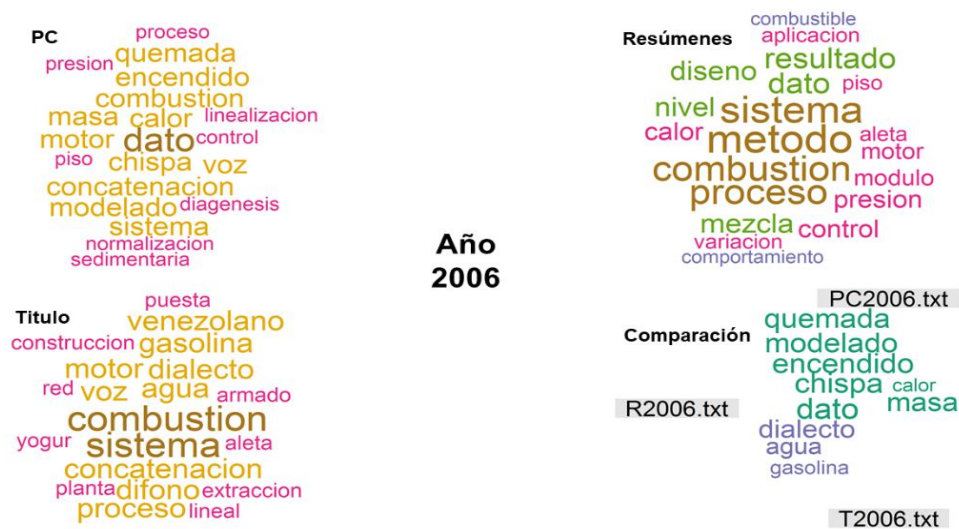 PC
proceso
quemada
presion
encendido
combustion
masa calor linealizacion
motor dato control
piso chispa voz
concatenacion
modelado diagenesis
sistema
normalizacion
sedimentaria
Resúmenes
combustible
aplicacion
resultado
diseno dato piso
nivel sistema
calor metodo aleta
motor
combustion modulo
proceso presion
mezcla control
variacion
comportamiento
Año
2006
Titulo
puesta
venezolano
construccion gasolina
motor dialecto
red voz agua armado
combustion
yogur sistema aleta
concatenacion
planta difono extraccion
proceso lineal
Comparación
PC2006.txt
quemada
modelado
encendido
chispa calor
R2006.txt dato masa
dialecto
agua
gasolina
T2006.txt